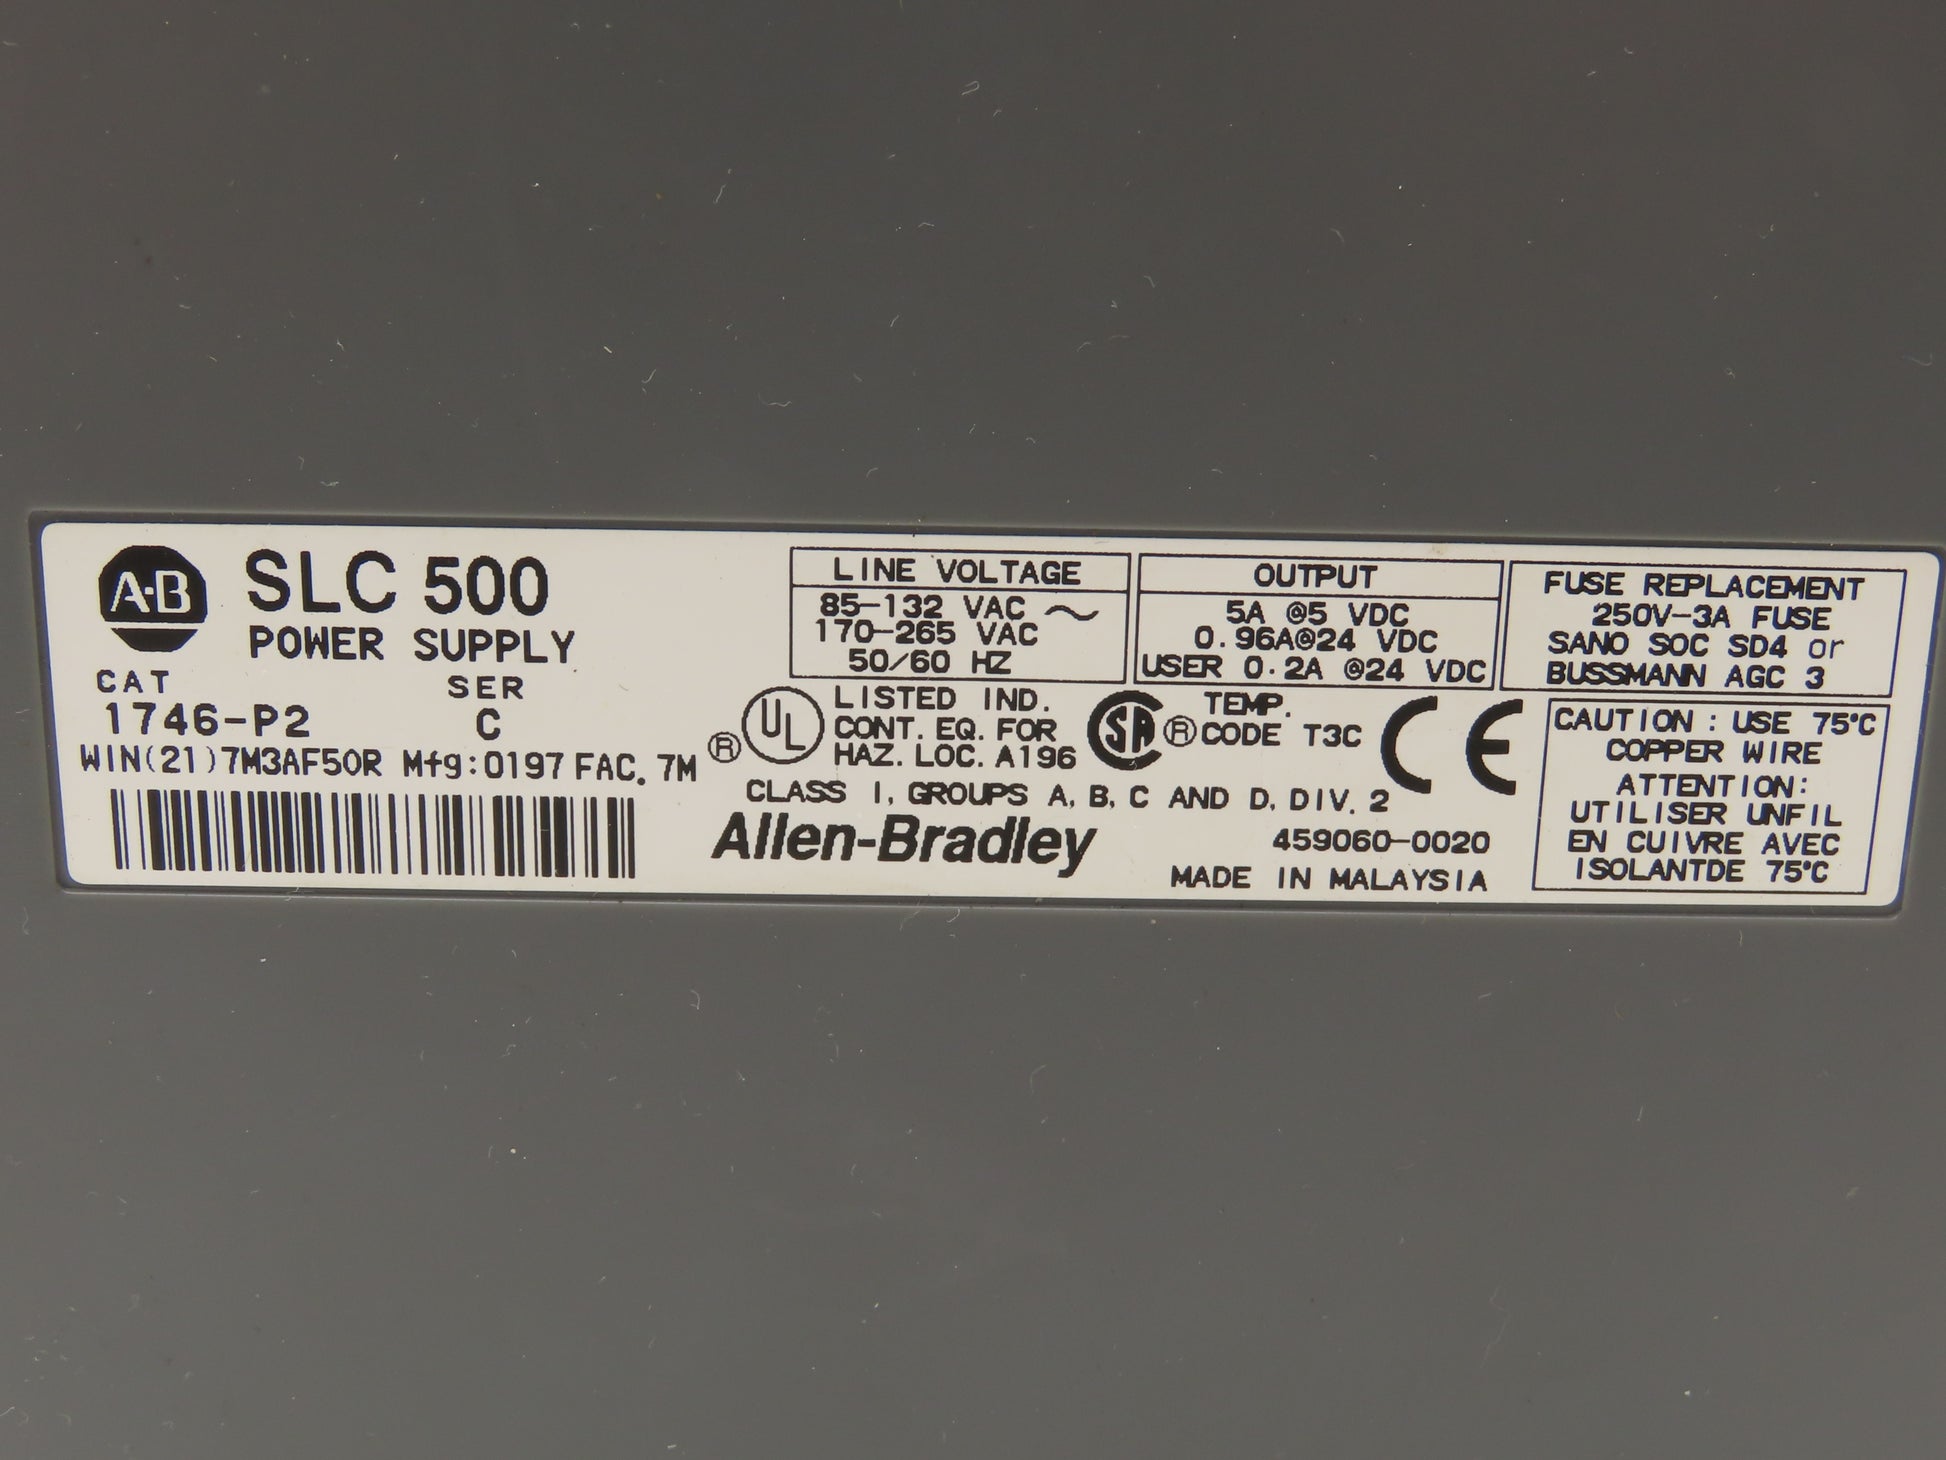 A-B
SLC 500
POWER SUPPLY
CAT
SER
1746-P2
C
WIN(21)7M3AF50R Mfg:0197 FAC. 7M
LINE VOLTAGE
85-132 VAC ~
170-265 VAC
50/60 HZ
OUTPUT
5A @5 VDC
0.96A@24 VDC
USER 0.2A @24 VDC
FUSE REPLACEMENT
250V-3A FUSE
SANO SOC SD4 or
BUSSMANN AGC 3
® UL
LISTED IND.
CONT. EQ. FOR
HAZ. LOC. A196
SA ®
TEMP.
CODE T3C
CE
CLASS I, GROUPS A, B, C AND D, DIV. 2
Allen-Bradley
459060-0020
MADE IN MALAYSIA
CAUTION : USE 75°C
COPPER WIRE
ATTENTION:
UTILISER UNFIL
EN CUIVRE AVEC
ISOLANTDE 75°C